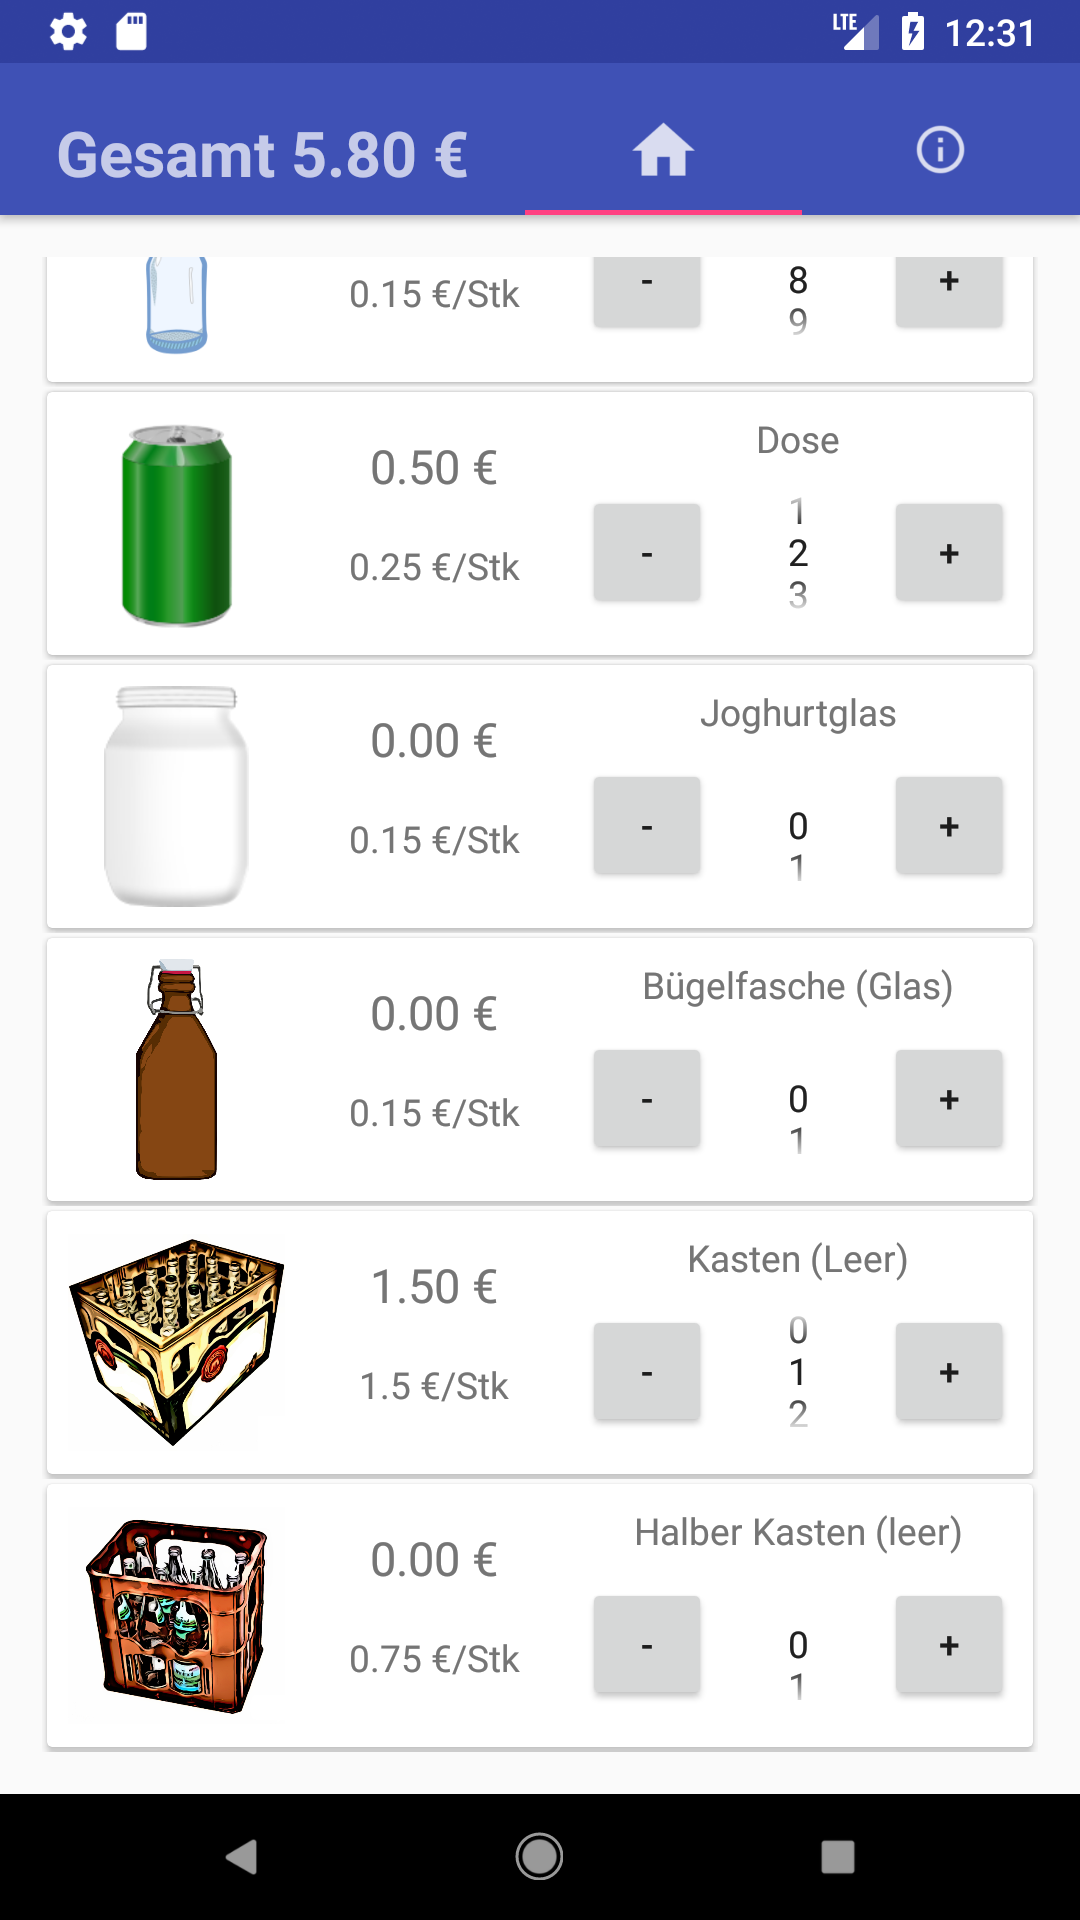 LTE 12:31
Gesamt 5.80 €
0.15 €/Stk - 8 +
9
Dose
0.50 €
1
0.25 €/Stk - 2 +
3
Joghurtglas
0.00 €
0.15 €/Stk - 0 +
1
Bügelfasche (Glas)
0.00 €
0.15 €/Stk - 0 +
1
Kasten (Leer)
1.50 €
0
1.5 €/Stk - 1 +
2
Halber Kasten (leer)
0.00 €
0.75 €/Stk - 0 +
1